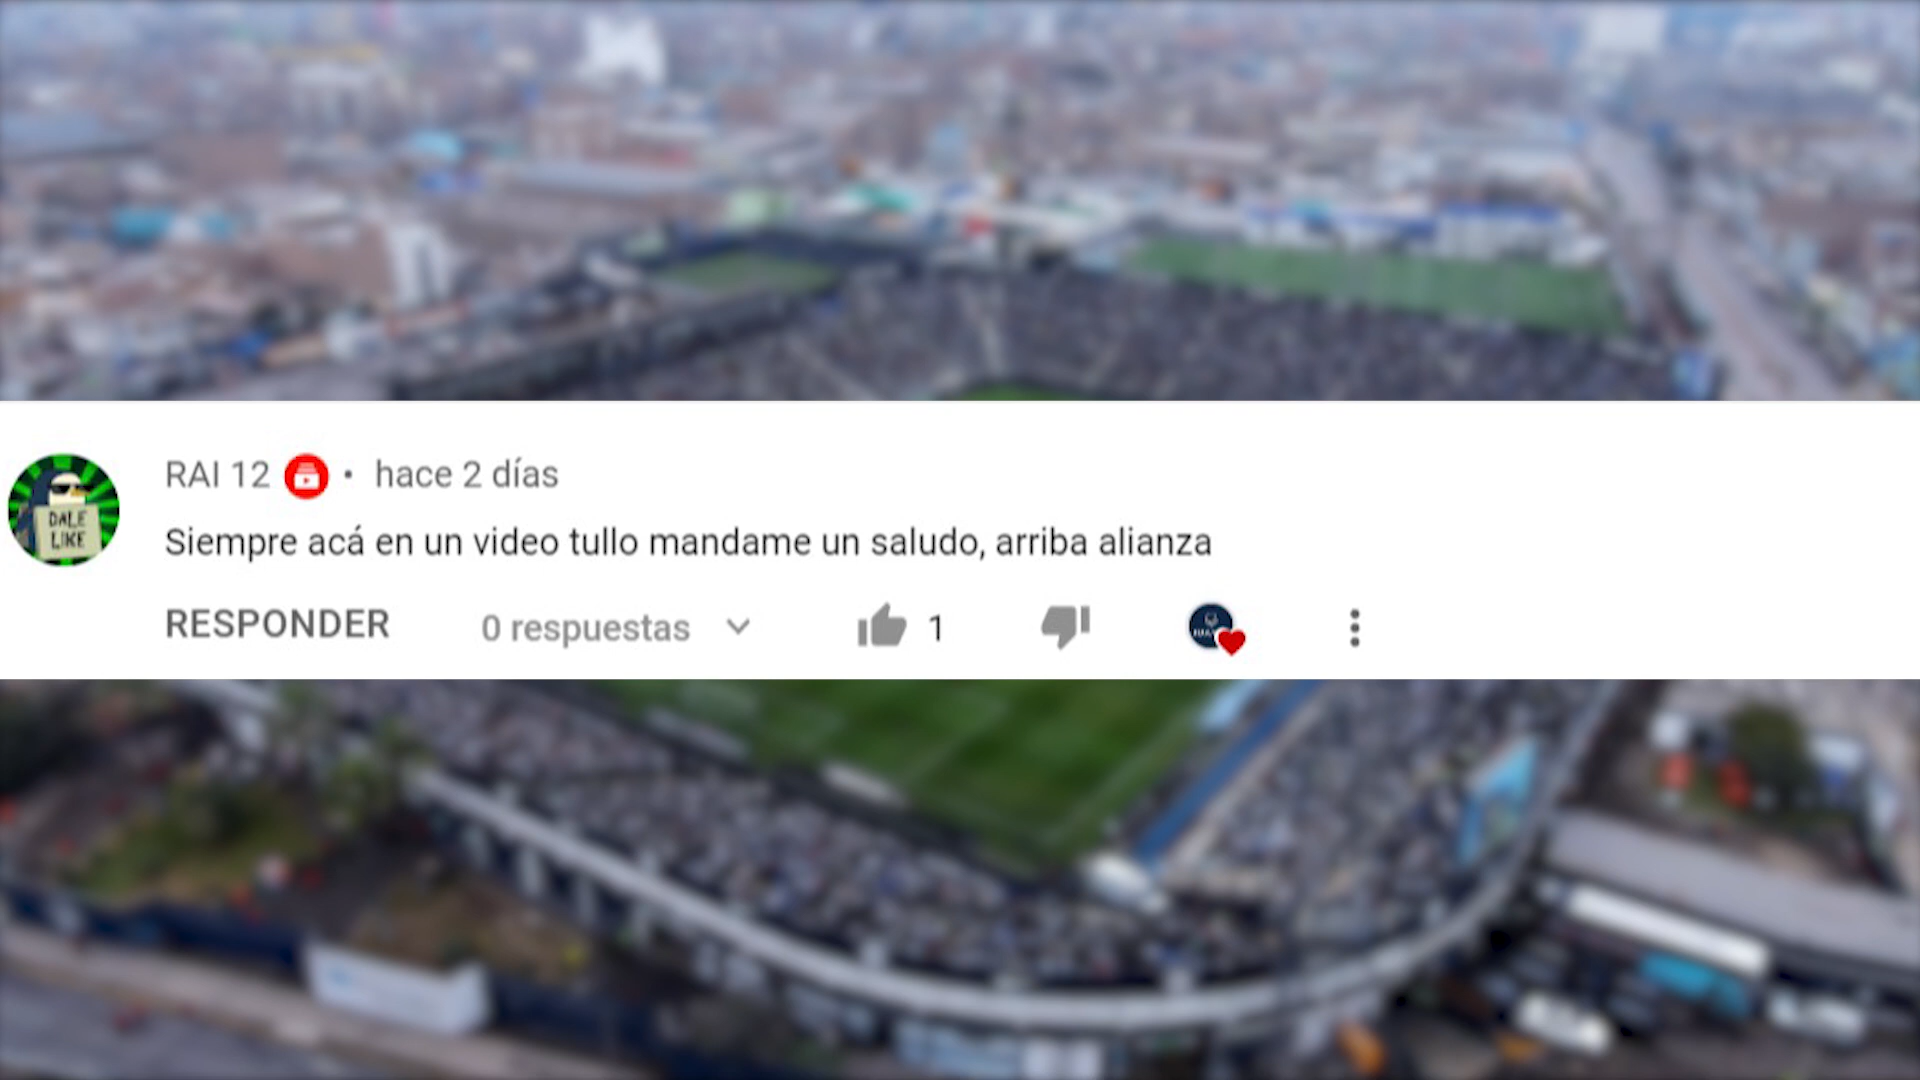 RAI 12 • hace 2 días
DALE
LIKE
Siempre acá en un video tullo mandame un saludo, arriba alianza
RESPONDER 0 respuestas 1